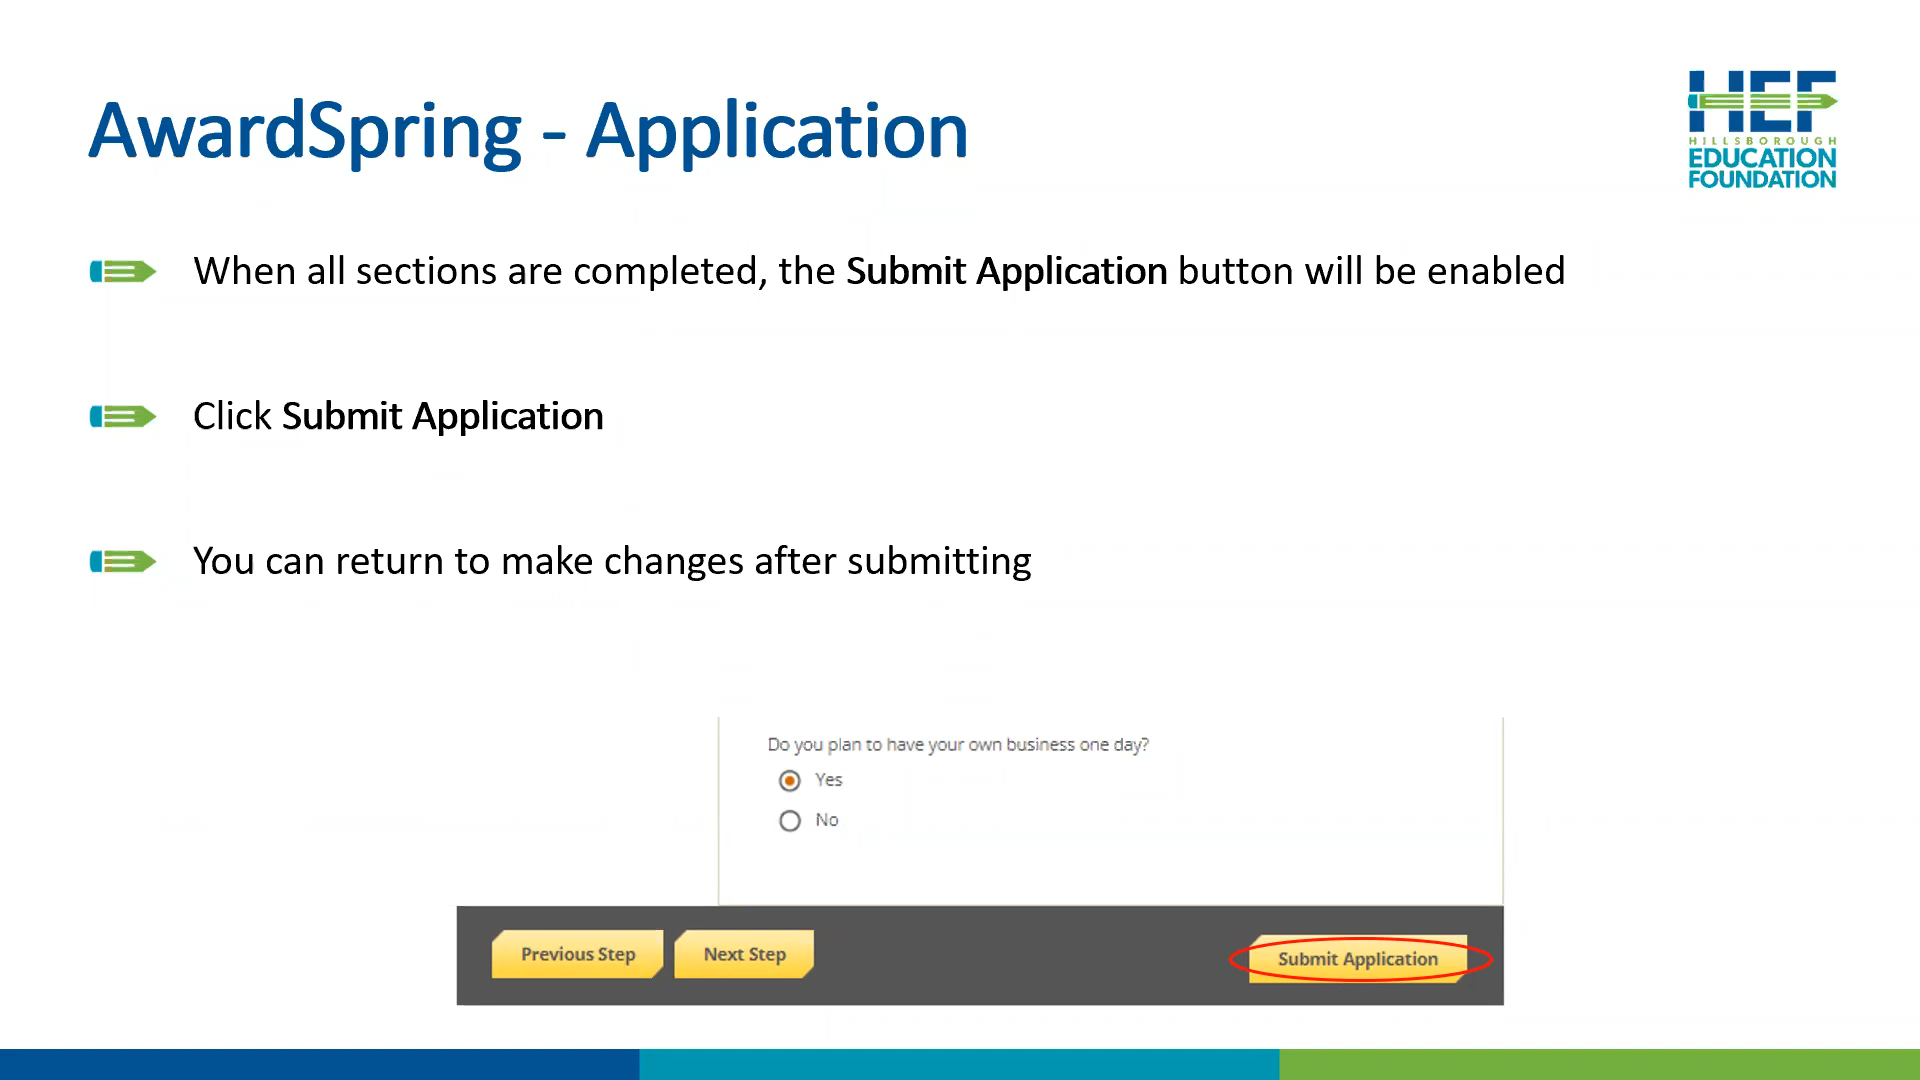 AwardSpring - Application
HEF
HILLSBOROUGH
EDUCATION
FOUNDATION
When all sections are completed, the Submit Application button will be enabled
Click Submit Application
You can return to make changes after submitting
Do you plan to have your own business one day?
Yes
No
Previous Step
Next Step
Submit Application